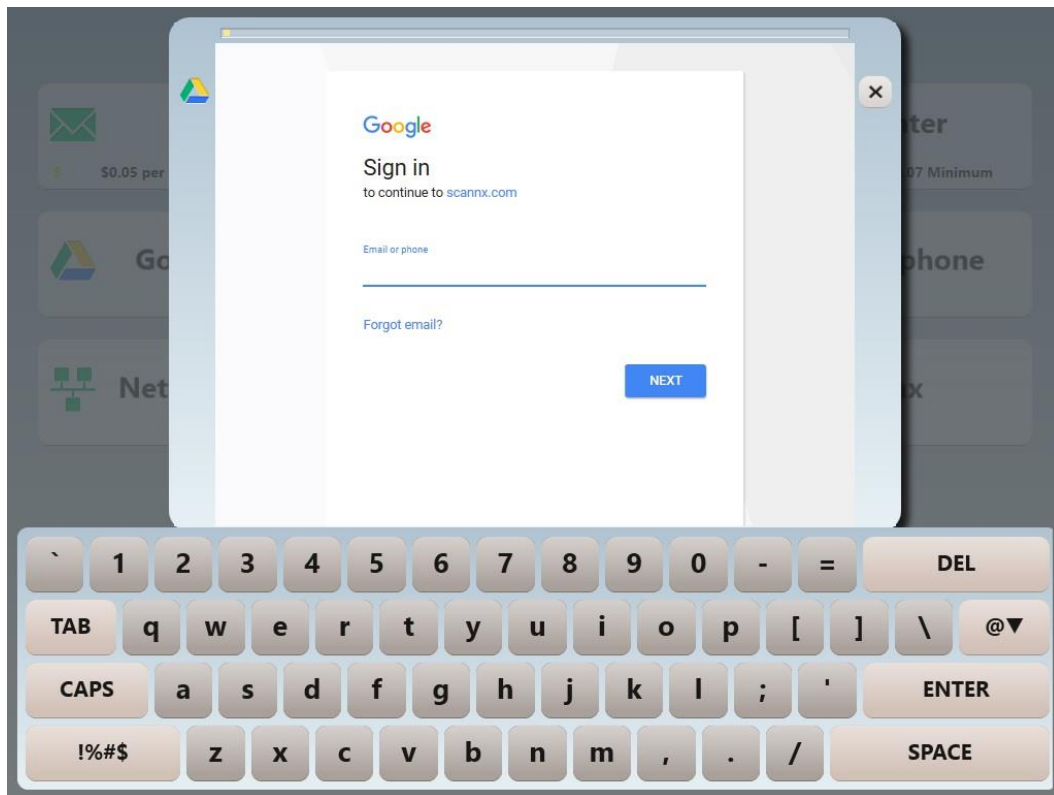 $0.05 per
nter
07 Minimum
Go
phone
Net
x
Google
Sign in
to continue to scannx.com
Email or phone
Forgot email?
NEXT
` 1 2 3 4 5 6 7 8 9 0 - = DEL
TAB q w e r t y u i o p [ ] \ @▼
CAPS a s d f g h j k l ; ' ENTER
!%#$ z x c v b n m , . / SPACE